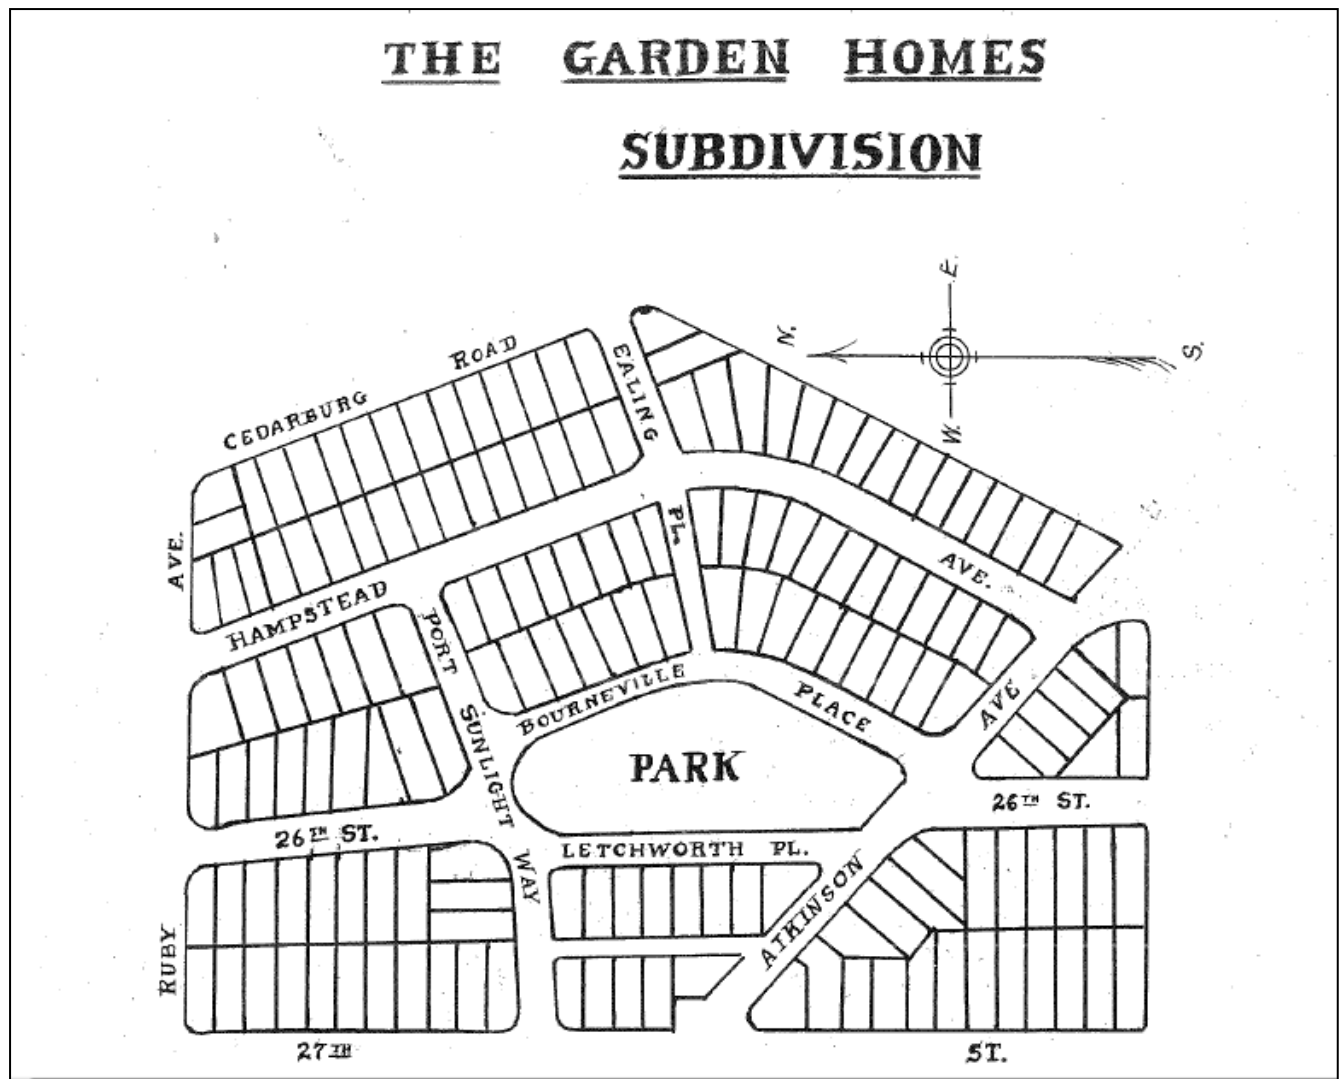 THE GARDEN HOMES
SUBDIVISION
E.
N.
S.
W.
CEDARBURG ROAD
EALING PL.
AVE.
HAMPSTEAD AVE.
PORT SUNLIGHT WAY
BOURNEVILLE PLACE
AVE
PARK
26TH ST.
26TH ST.
LETCHWORTH PL.
ATKINSON
RUBY
27TH ST.